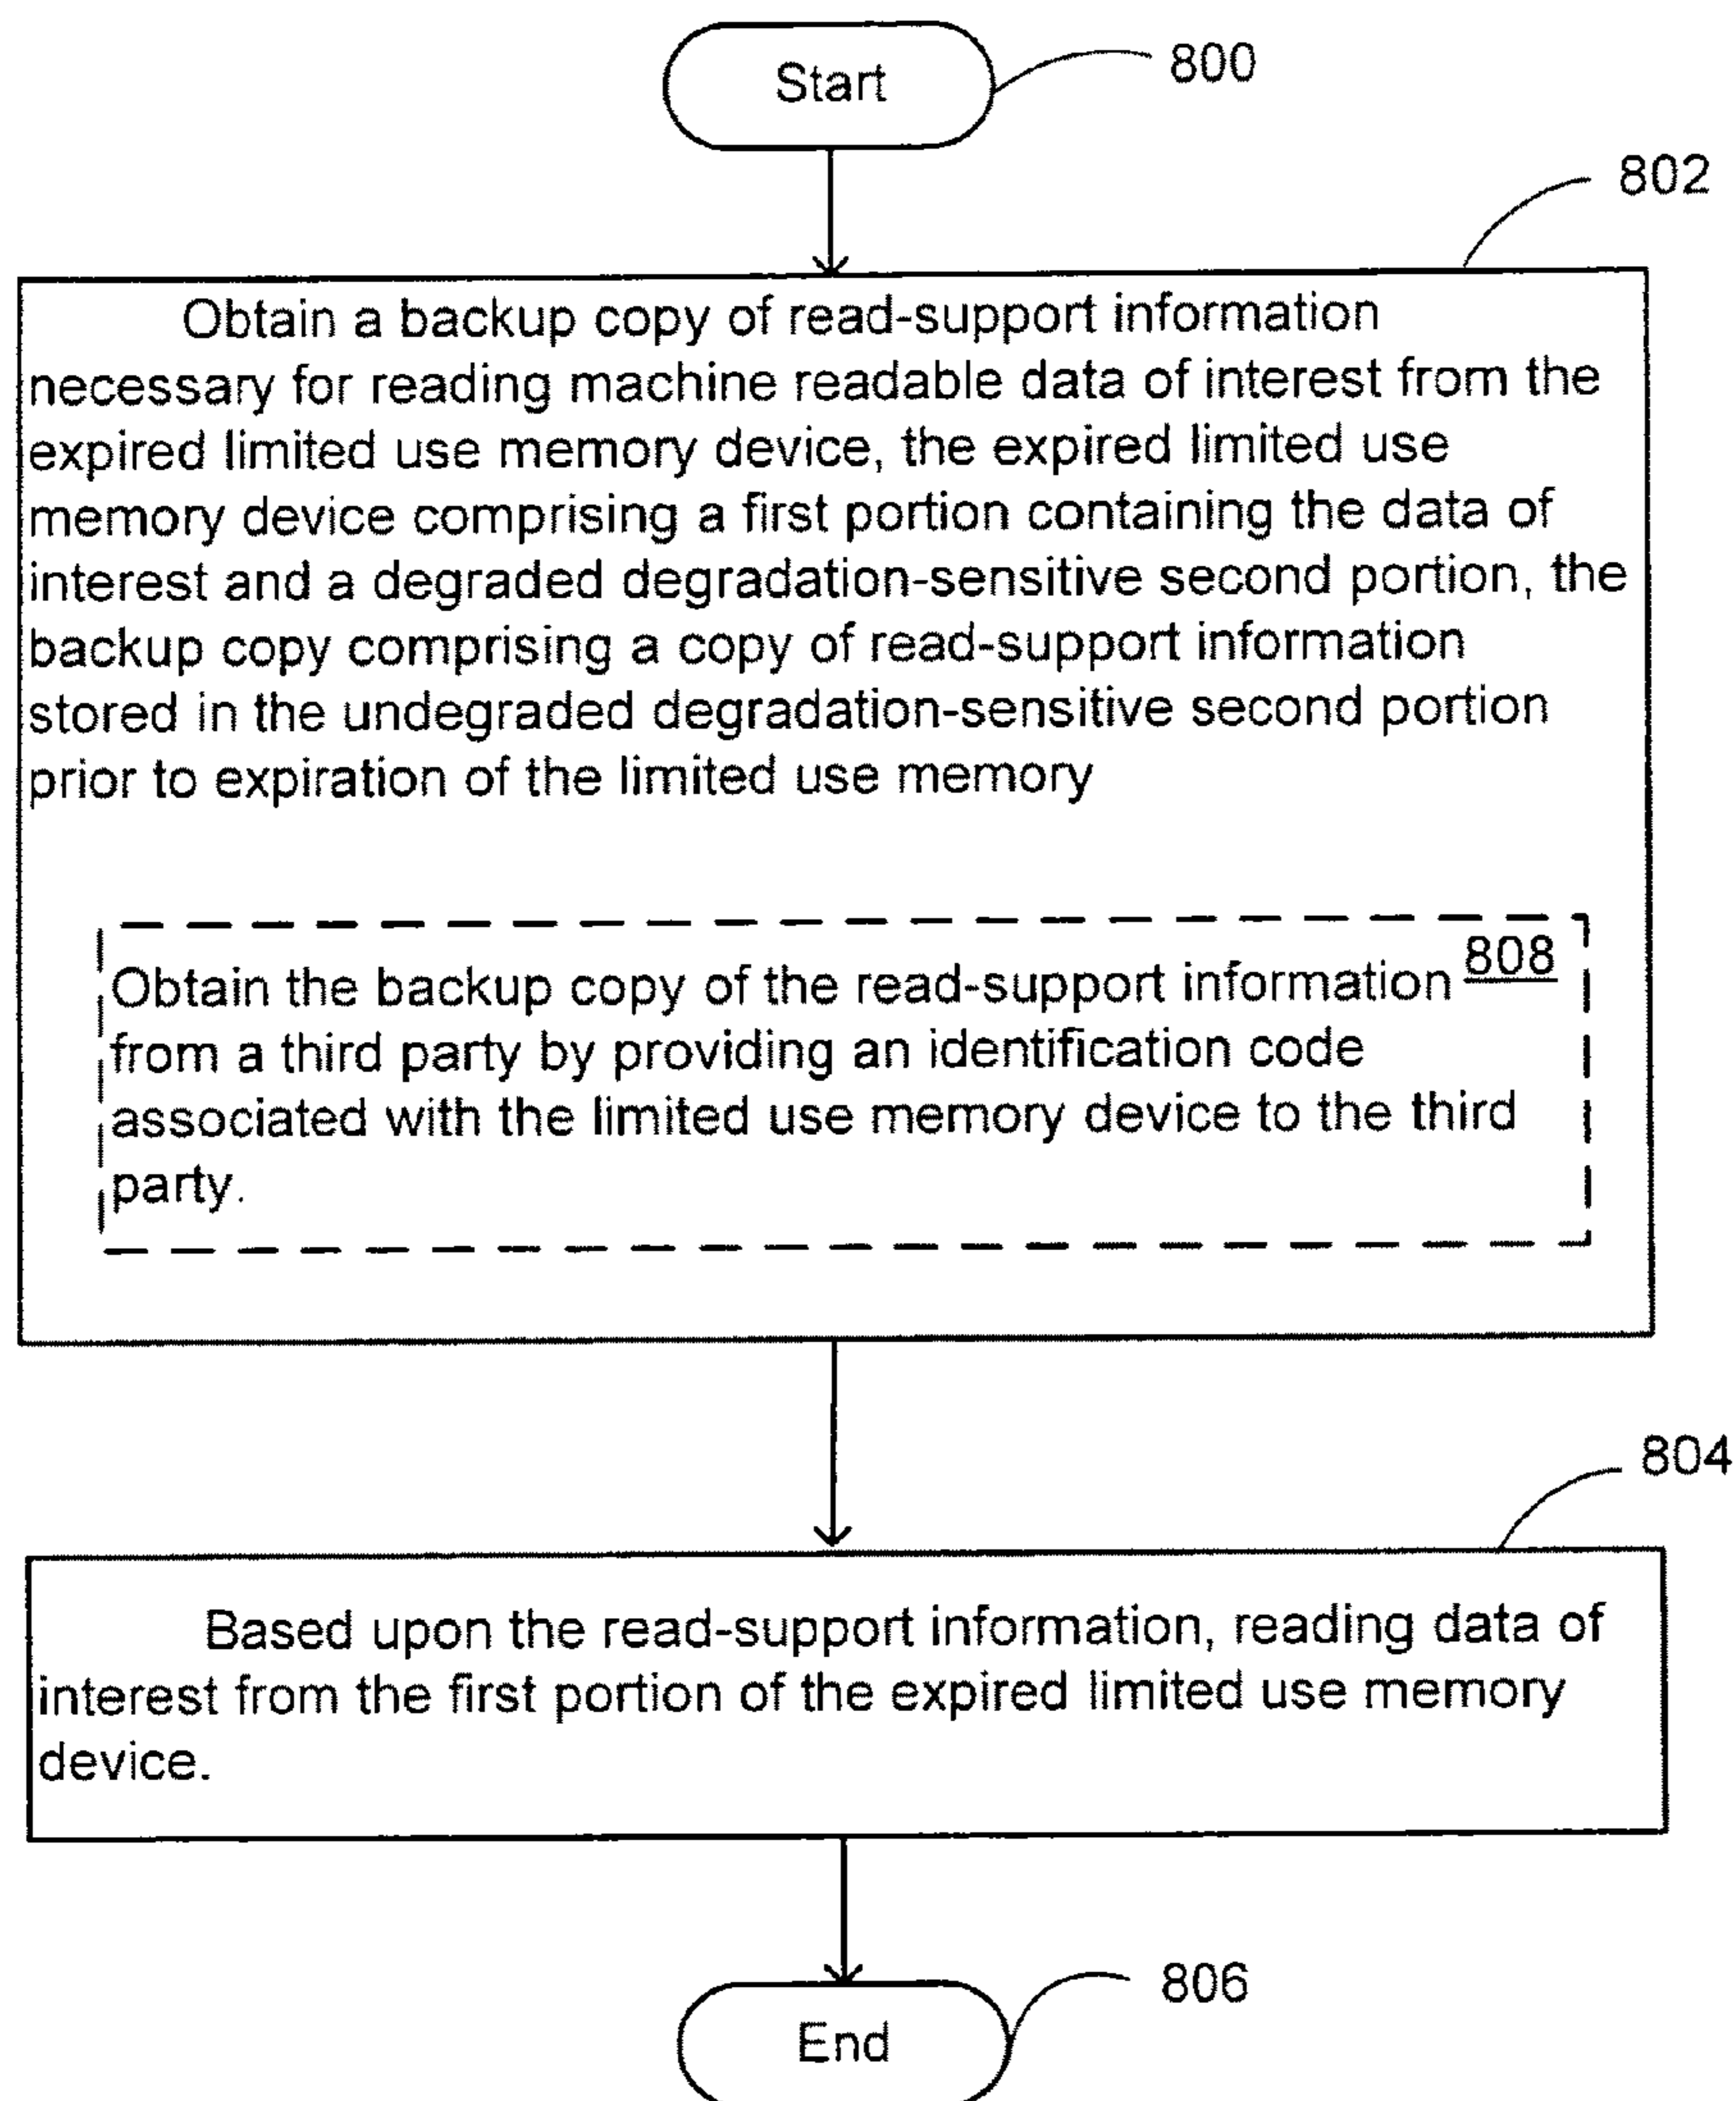 Start
800
802
Obtain a backup copy of read-support information
necessary for reading machine readable data of interest from the
expired limited use memory device, the expired limited use
memory device comprising a first portion containing the data of
interest and a degraded degradation-sensitive second portion, the
backup copy comprising a copy of read-support information
stored in the undegraded degradation-sensitive second portion
prior to expiration of the limited use memory
808
Obtain the backup copy of the read-support information
from a third party by providing an identification code
associated with the limited use memory device to the third
party.
804
Based upon the read-support information, reading data of
interest from the first portion of the expired limited use memory
device.
806
End